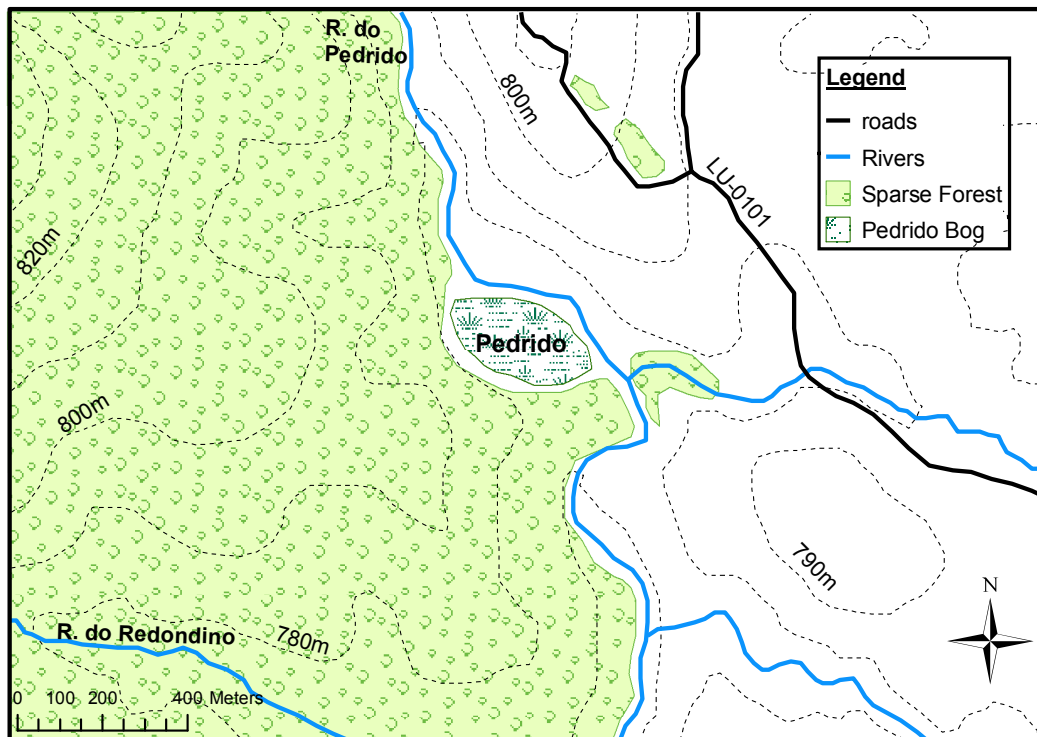 R. do
Pedrido
800m
Legend
roads
Rivers
Sparse Forest
Pedrido Bog
LU-0101
820m
Pedrido
800m
790m
N
R. do Redondino
780m
0 100 200 400 Meters